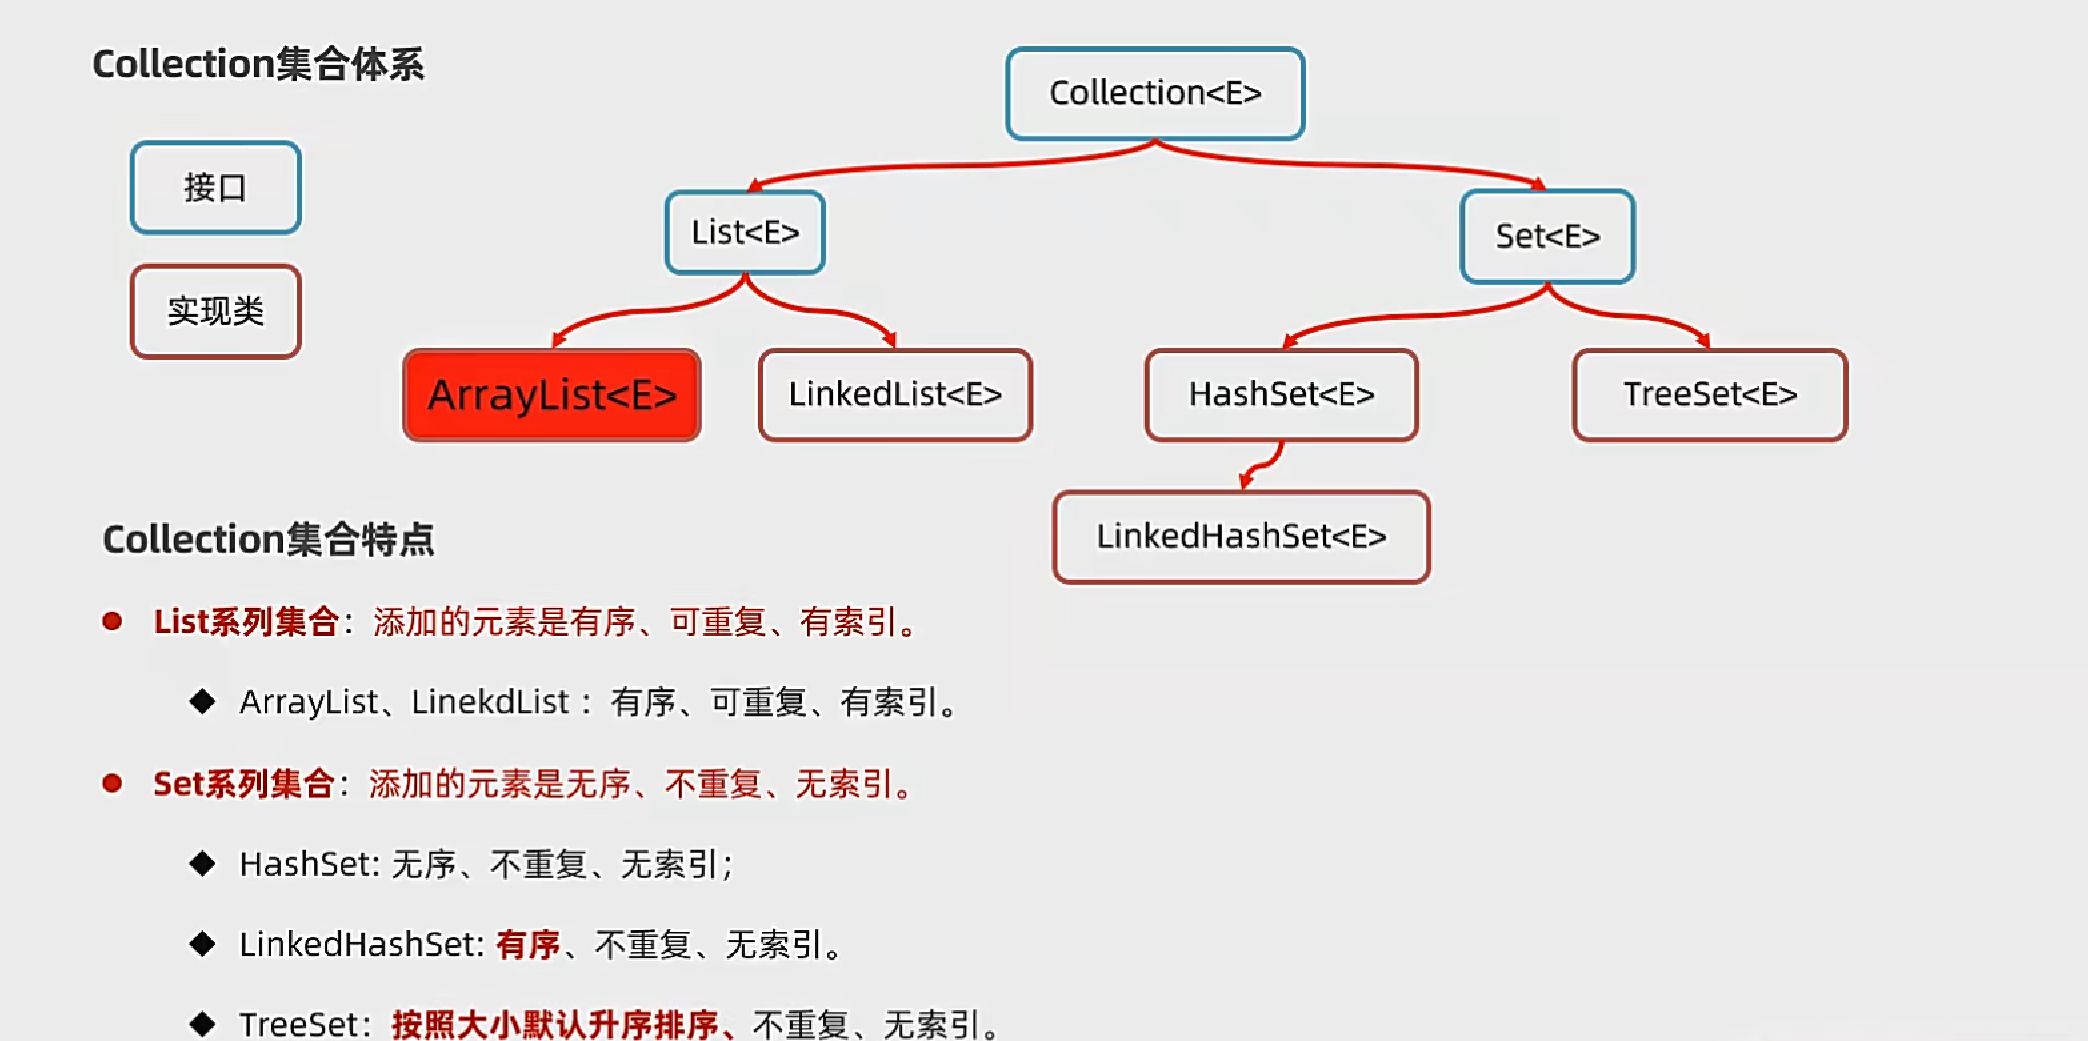 Collection集合体系
Collection<E>
接口
List<E>
Set<E>
实现类
ArrayList<E>
LinkedList<E>
HashSet<E>
TreeSet<E>
LinkedHashSet<E>
Collection集合特点
List系列集合：添加的元素是有序、可重复、有索引。
ArrayList、LinekdList ：有序、可重复、有索引。
Set系列集合：添加的元素是无序、不重复、无索引。
HashSet: 无序、不重复、无索引；
LinkedHashSet: 有序、不重复、无索引。
TreeSet：按照大小默认升序排序、不重复、无索引。